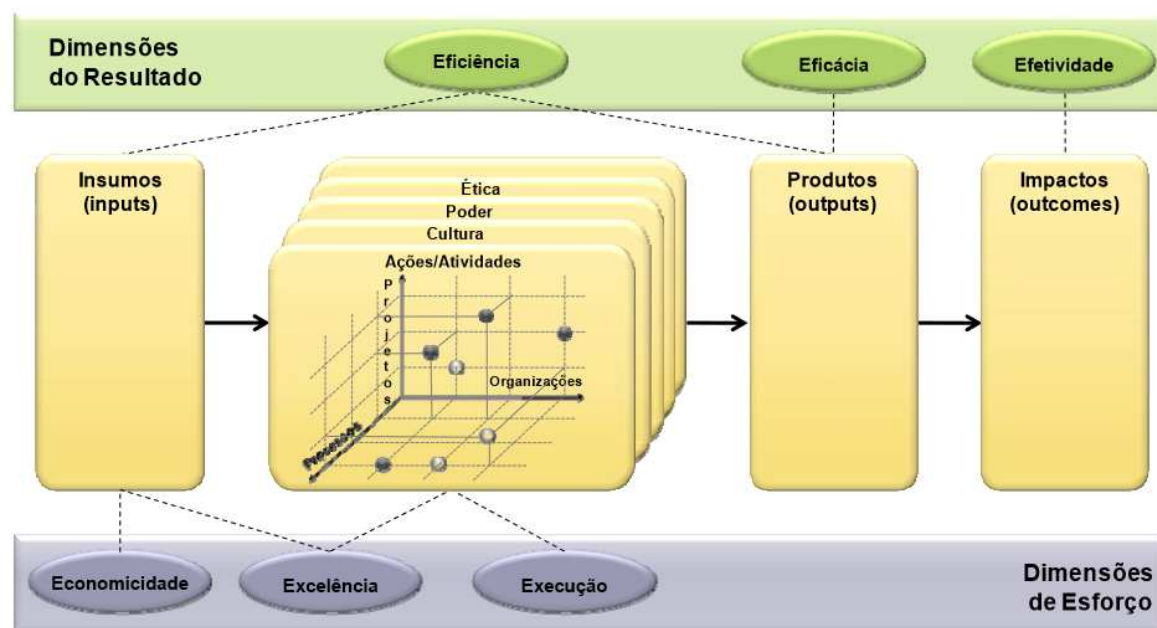 Dimensões
do Resultado
Eficiência
Eficácia
Efetividade
Insumos
(inputs)
Ética
Poder
Cultura
Ações/Atividades
Projetos
Organizações
Processos
Produtos
(outputs)
Impactos
(outcomes)
Economicidade
Excelência
Execução
Dimensões
de Esforço